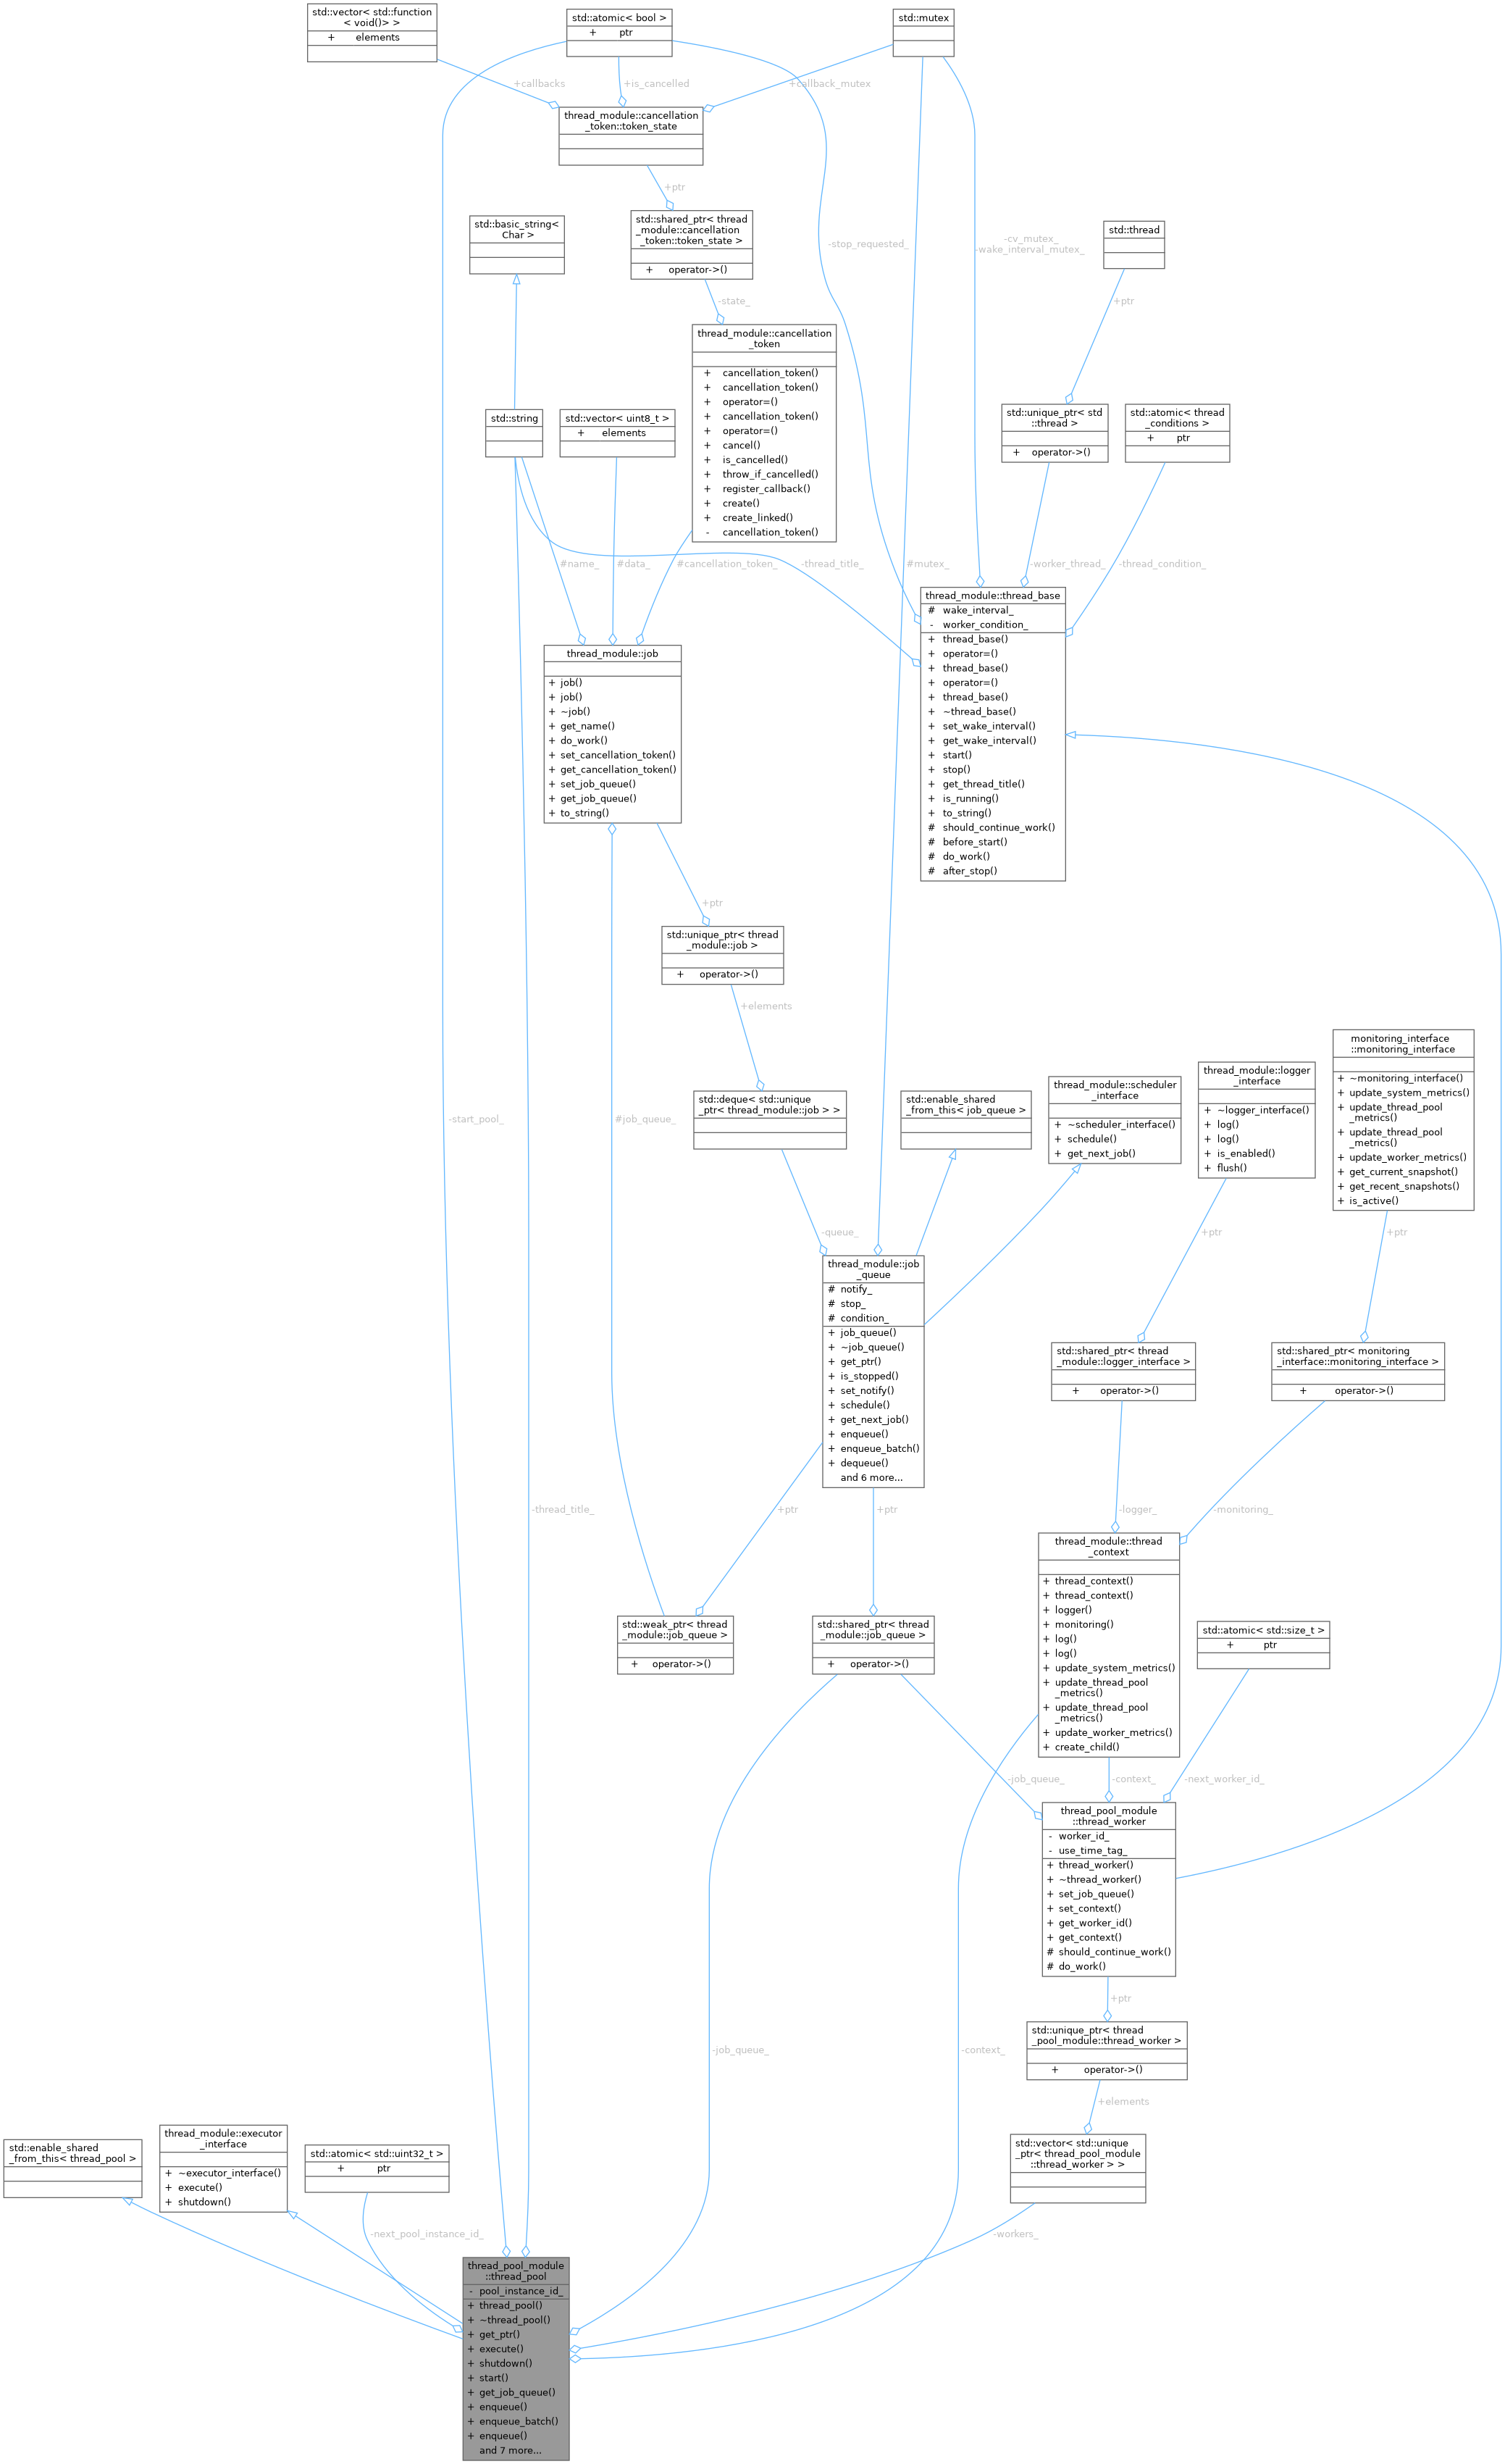 std::vector< std::function
< void()> >
+ elements
std::atomic< bool >
+ ptr
std::mutex
+callbacks
+is_cancelled
+callback_mutex
thread_module::cancellation
_token::token_state
+ptr
std::basic_string<
Char >
std::shared_ptr< thread
_module::cancellation
_token::token_state >
+ operator->()
-stop_requested_
-cv_mutex_
-wake_interval_mutex_
std::thread
+ptr
-state_
thread_module::cancellation
_token
+ cancellation_token()
+ cancellation_token()
+ operator=()
+ cancellation_token()
+ operator=()
+ cancel()
+ is_cancelled()
+ throw_if_cancelled()
+ register_callback()
+ create()
+ create_linked()
- cancellation_token()
std::string
std::vector< uint8_t >
+ elements
std::unique_ptr< std
::thread >
+ operator->()
std::atomic< thread
_conditions >
+ ptr
#name_
#data_
#cancellation_token_
-thread_title_
#mutex_
-worker_thread_
-thread_condition_
thread_module::thread_base
# wake_interval_
- worker_condition_
+ thread_base()
+ operator=()
+ thread_base()
+ operator=()
+ thread_base()
+ ~thread_base()
+ set_wake_interval()
+ get_wake_interval()
+ start()
+ stop()
+ get_thread_title()
+ is_running()
+ to_string()
# should_continue_work()
# before_start()
# do_work()
# after_stop()
thread_module::job
+ job()
+ job()
+ ~job()
+ get_name()
+ do_work()
+ set_cancellation_token()
+ get_cancellation_token()
+ set_job_queue()
+ get_job_queue()
+ to_string()
+ptr
std::unique_ptr< thread
_module::job >
+ operator->()
+elements
-start_pool_
#job_queue_
std::deque< std::unique
_ptr< thread_module::job > >
std::enable_shared
_from_this< job_queue >
thread_module::scheduler
_interface
+ ~scheduler_interface()
+ schedule()
+ get_next_job()
thread_module::logger
_interface
+ ~logger_interface()
+ log()
+ log()
+ is_enabled()
+ flush()
monitoring_interface
::monitoring_interface
+ ~monitoring_interface()
+ update_system_metrics()
+ update_thread_pool
_metrics()
+ update_thread_pool
_metrics()
+ update_worker_metrics()
+ get_current_snapshot()
+ get_recent_snapshots()
+ is_active()
-queue_
+ptr
+ptr
thread_module::job
_queue
# notify_
# stop_
# condition_
+ job_queue()
+ ~job_queue()
+ get_ptr()
+ is_stopped()
+ set_notify()
+ schedule()
+ get_next_job()
+ enqueue()
+ enqueue_batch()
+ dequeue()
and 6 more...
std::shared_ptr< thread
_module::logger_interface >
+ operator->()
std::shared_ptr< monitoring
_interface::monitoring_interface >
+ operator->()
-thread_title_
+ptr
+ptr
-logger_
-monitoring_
thread_module::thread
_context
+ thread_context()
+ thread_context()
+ logger()
+ monitoring()
+ log()
+ log()
+ update_system_metrics()
+ update_thread_pool
_metrics()
+ update_thread_pool
_metrics()
+ update_worker_metrics()
+ create_child()
std::weak_ptr< thread
_module::job_queue >
+ operator->()
std::shared_ptr< thread
_module::job_queue >
+ operator->()
std::atomic< std::size_t >
+ ptr
-job_queue_
-context_
-next_worker_id_
thread_pool_module
::thread_worker
- worker_id_
- use_time_tag_
+ thread_worker()
+ ~thread_worker()
+ set_job_queue()
+ set_context()
+ get_worker_id()
+ get_context()
# should_continue_work()
# do_work()
+ptr
-job_queue_
-context_
std::unique_ptr< thread
_pool_module::thread_worker >
+ operator->()
+elements
std::enable_shared
_from_this< thread_pool >
thread_module::executor
_interface
+ ~executor_interface()
+ execute()
+ shutdown()
std::atomic< std::uint32_t >
+ ptr
std::vector< std::unique
_ptr< thread_pool_module
::thread_worker > >
-next_pool_instance_id_
-workers_
thread_pool_module
::thread_pool
- pool_instance_id_
+ thread_pool()
+ ~thread_pool()
+ get_ptr()
+ execute()
+ shutdown()
+ start()
+ get_job_queue()
+ enqueue()
+ enqueue_batch()
+ enqueue()
and 7 more...